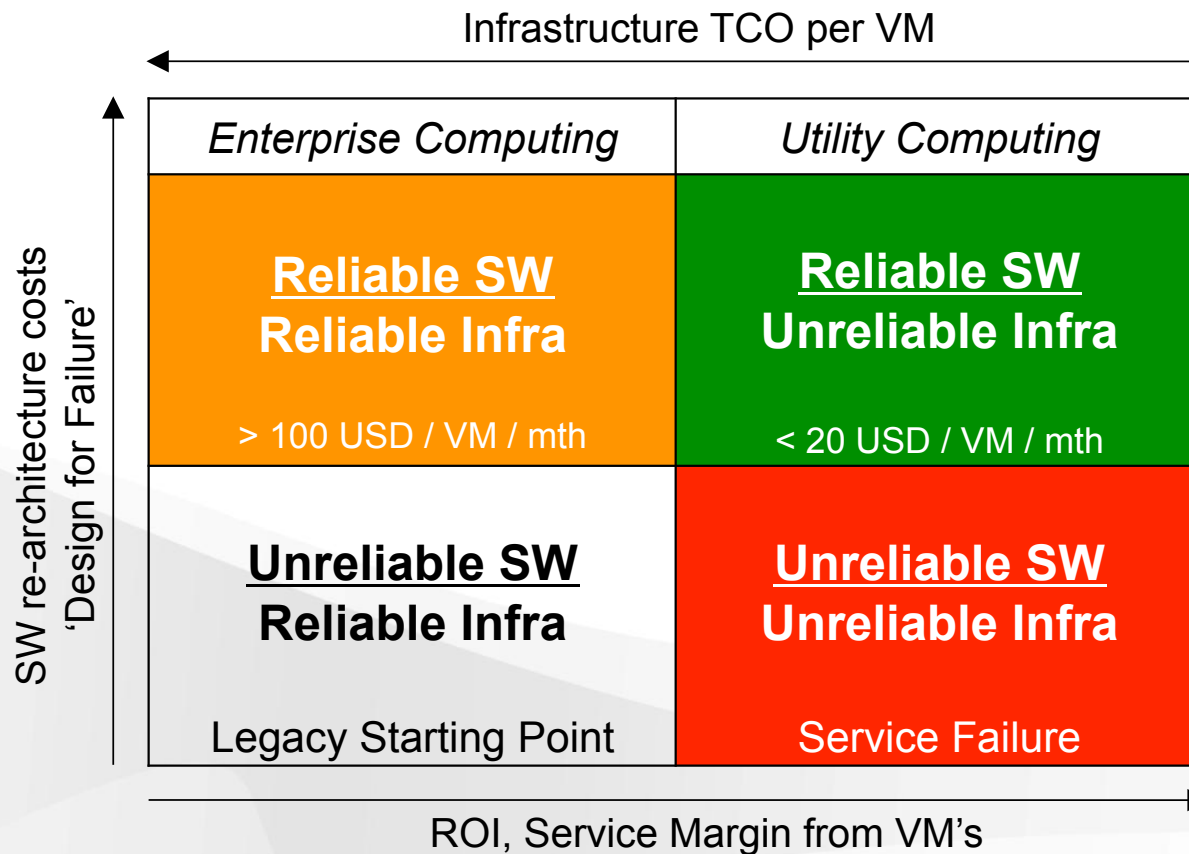 Infrastructure TCO per VM
Enterprise Computing
Utility Computing
SW re-architecture costs
‘Design for Failure’
Reliable SW
Reliable Infra
> 100 USD / VM / mth
Reliable SW
Unreliable Infra
< 20 USD / VM / mth
Unreliable SW
Reliable Infra
Legacy Starting Point
Unreliable SW
Unreliable Infra
Service Failure
ROI, Service Margin from VM's